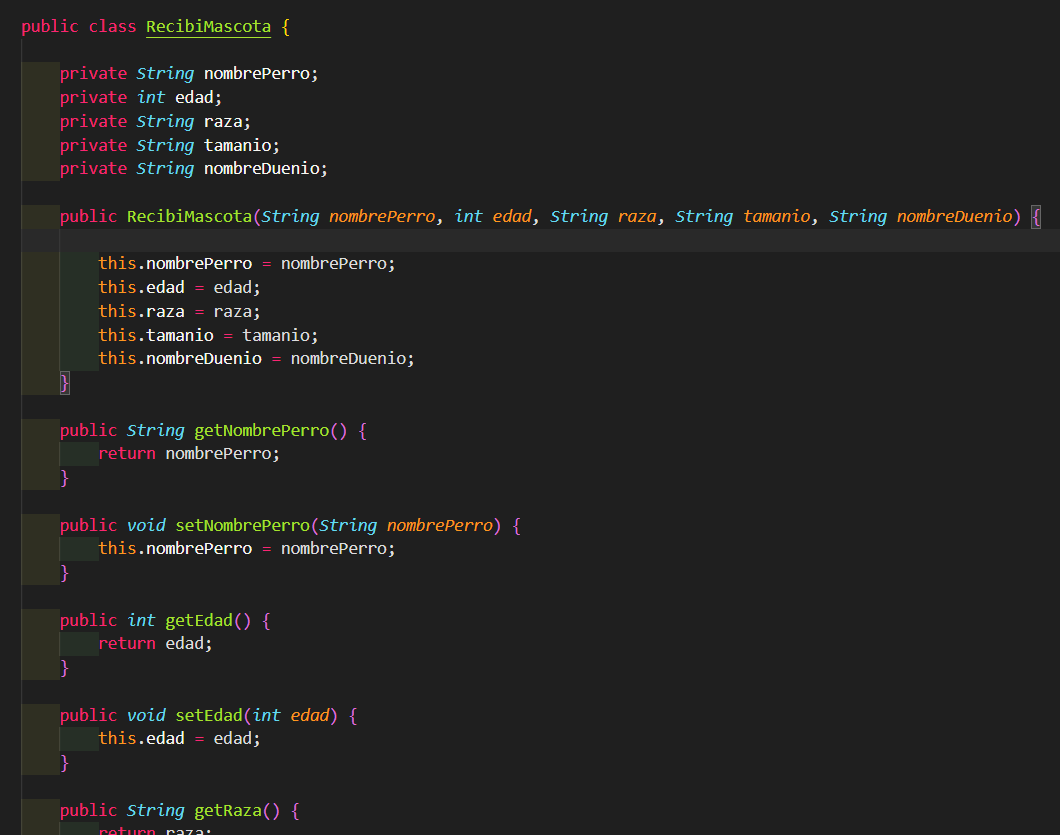 public class RecibiMascota {
private String nombrePerro;
private int edad;
private String raza;
private String tamanio;
private String nombreDuenio;
public RecibiMascota(String nombrePerro, int edad, String raza, String tamanio, String nombreDuenio) {
this.nombrePerro = nombrePerro;
this.edad = edad;
this.raza = raza;
this.tamanio = tamanio;
this.nombreDuenio = nombreDuenio;
}
public String getNombrePerro() {
return nombrePerro;
}
public void setNombrePerro(String nombrePerro) {
this.nombrePerro = nombrePerro;
}
public int getEdad() {
return edad;
}
public void setEdad(int edad) {
this.edad = edad;
}
public String getRaza() {
return raza;